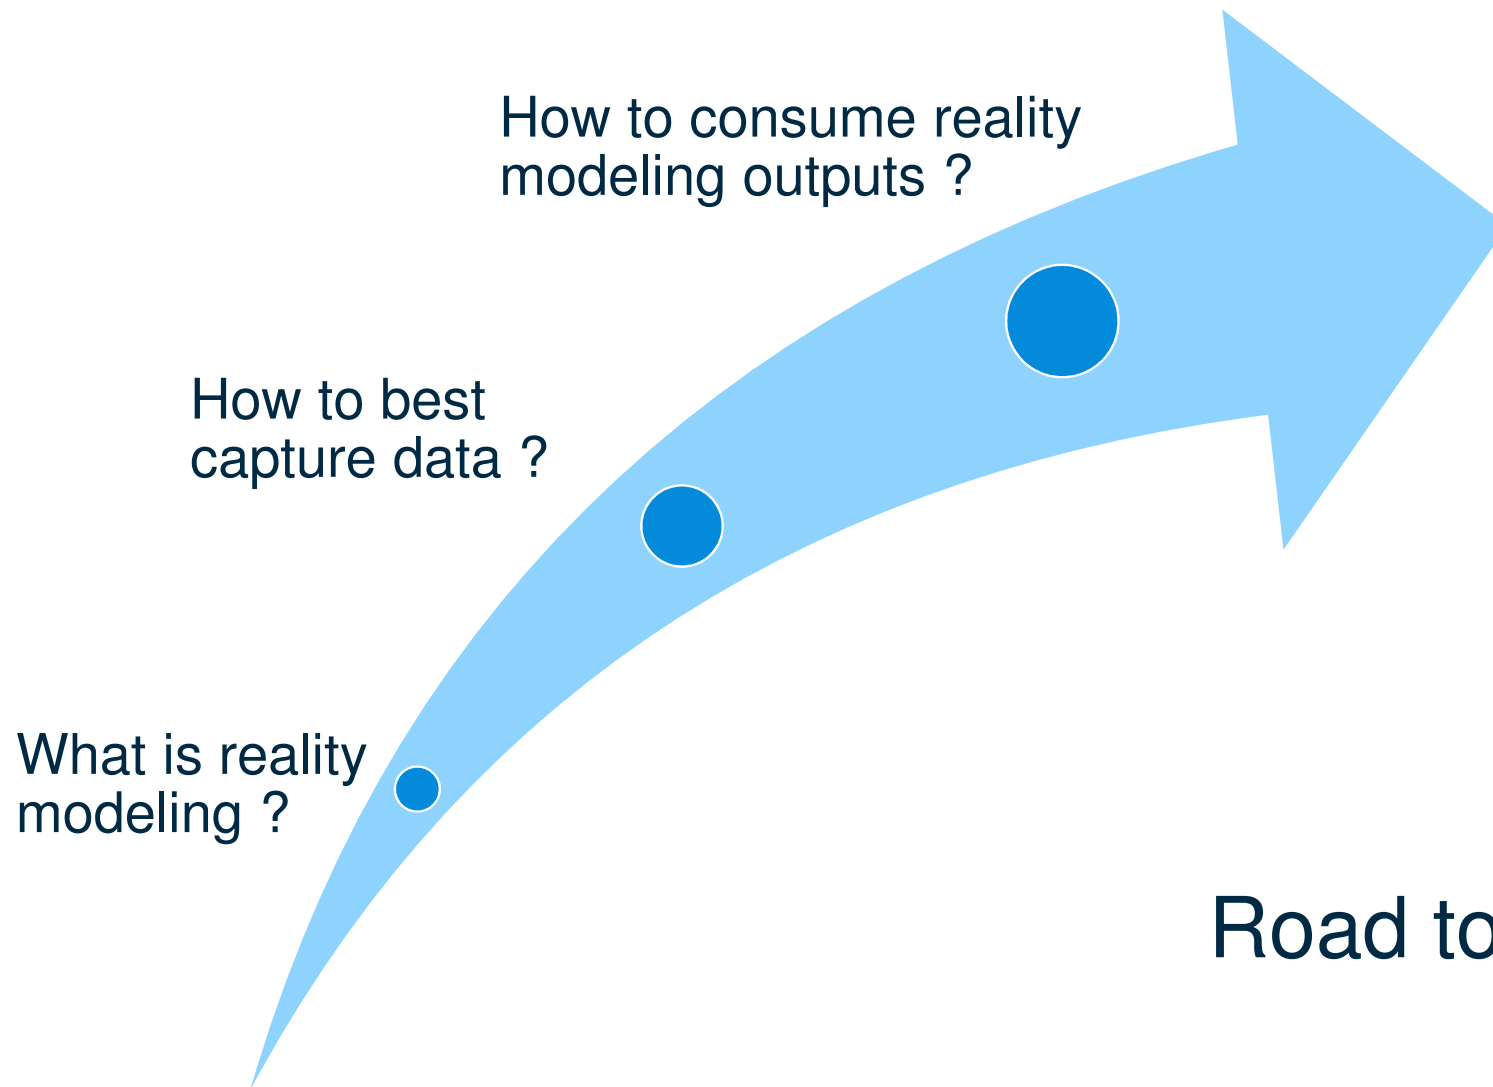 How to consume reality
modeling outputs ?
How to best
capture data ?
What is reality
modeling ?
Road to